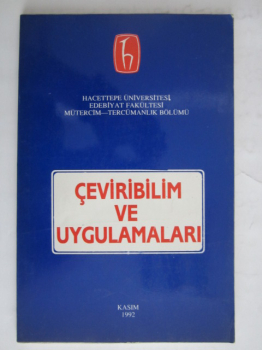 HACETTEPE ÜNİVERSİTESİ
EDEBİYAT FAKÜLTESİ
MÜTERCİM—TERCÜMANLIK BÖLÜMÜ
ÇEVİRİBİLİM
VE
UYGULAMALARI
KASIM
1992